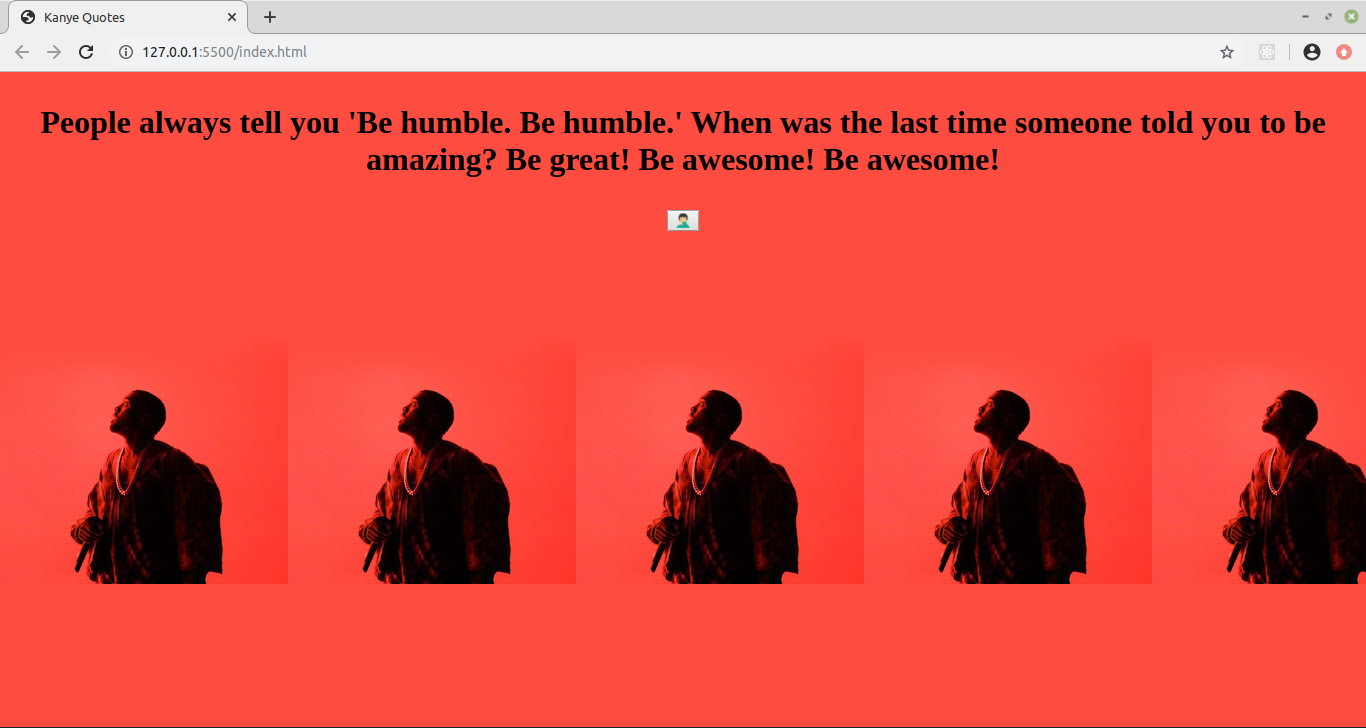 Kanye Quotes
127.0.0.1:5500/index.html
People always tell you 'Be humble. Be humble.' When was the last time someone told you to be
amazing? Be great! Be awesome! Be awesome!